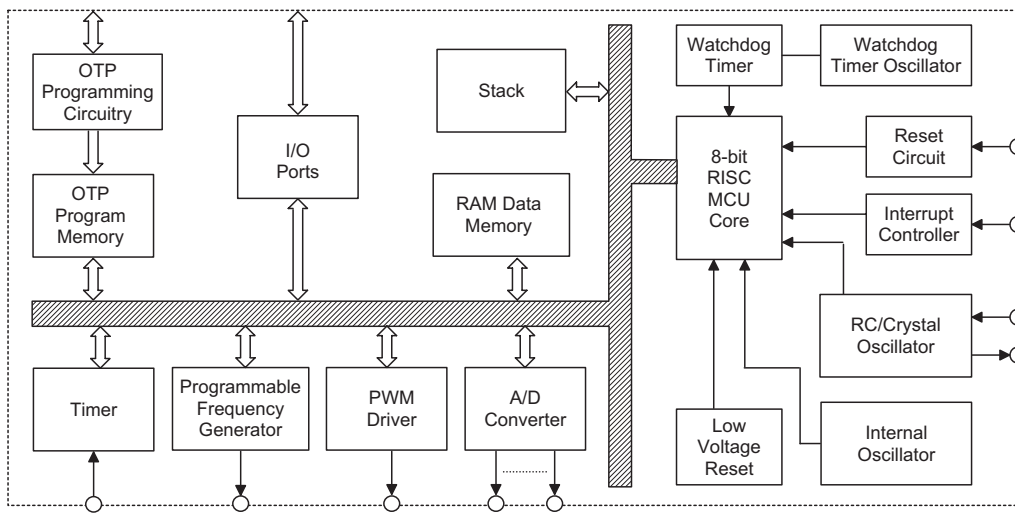 OTP
Programming
Circuitry
I/O
Ports
Stack
Watchdog
Timer
Watchdog
Timer Oscillator
OTP
Program
Memory
RAM Data
Memory
8-bit
RISC
MCU
Core
Reset
Circuit
Interrupt
Controller
RC/Crystal
Oscillator
Timer
Programmable
Frequency
Generator
PWM
Driver
A/D
Converter
Low
Voltage
Reset
Internal
Oscillator